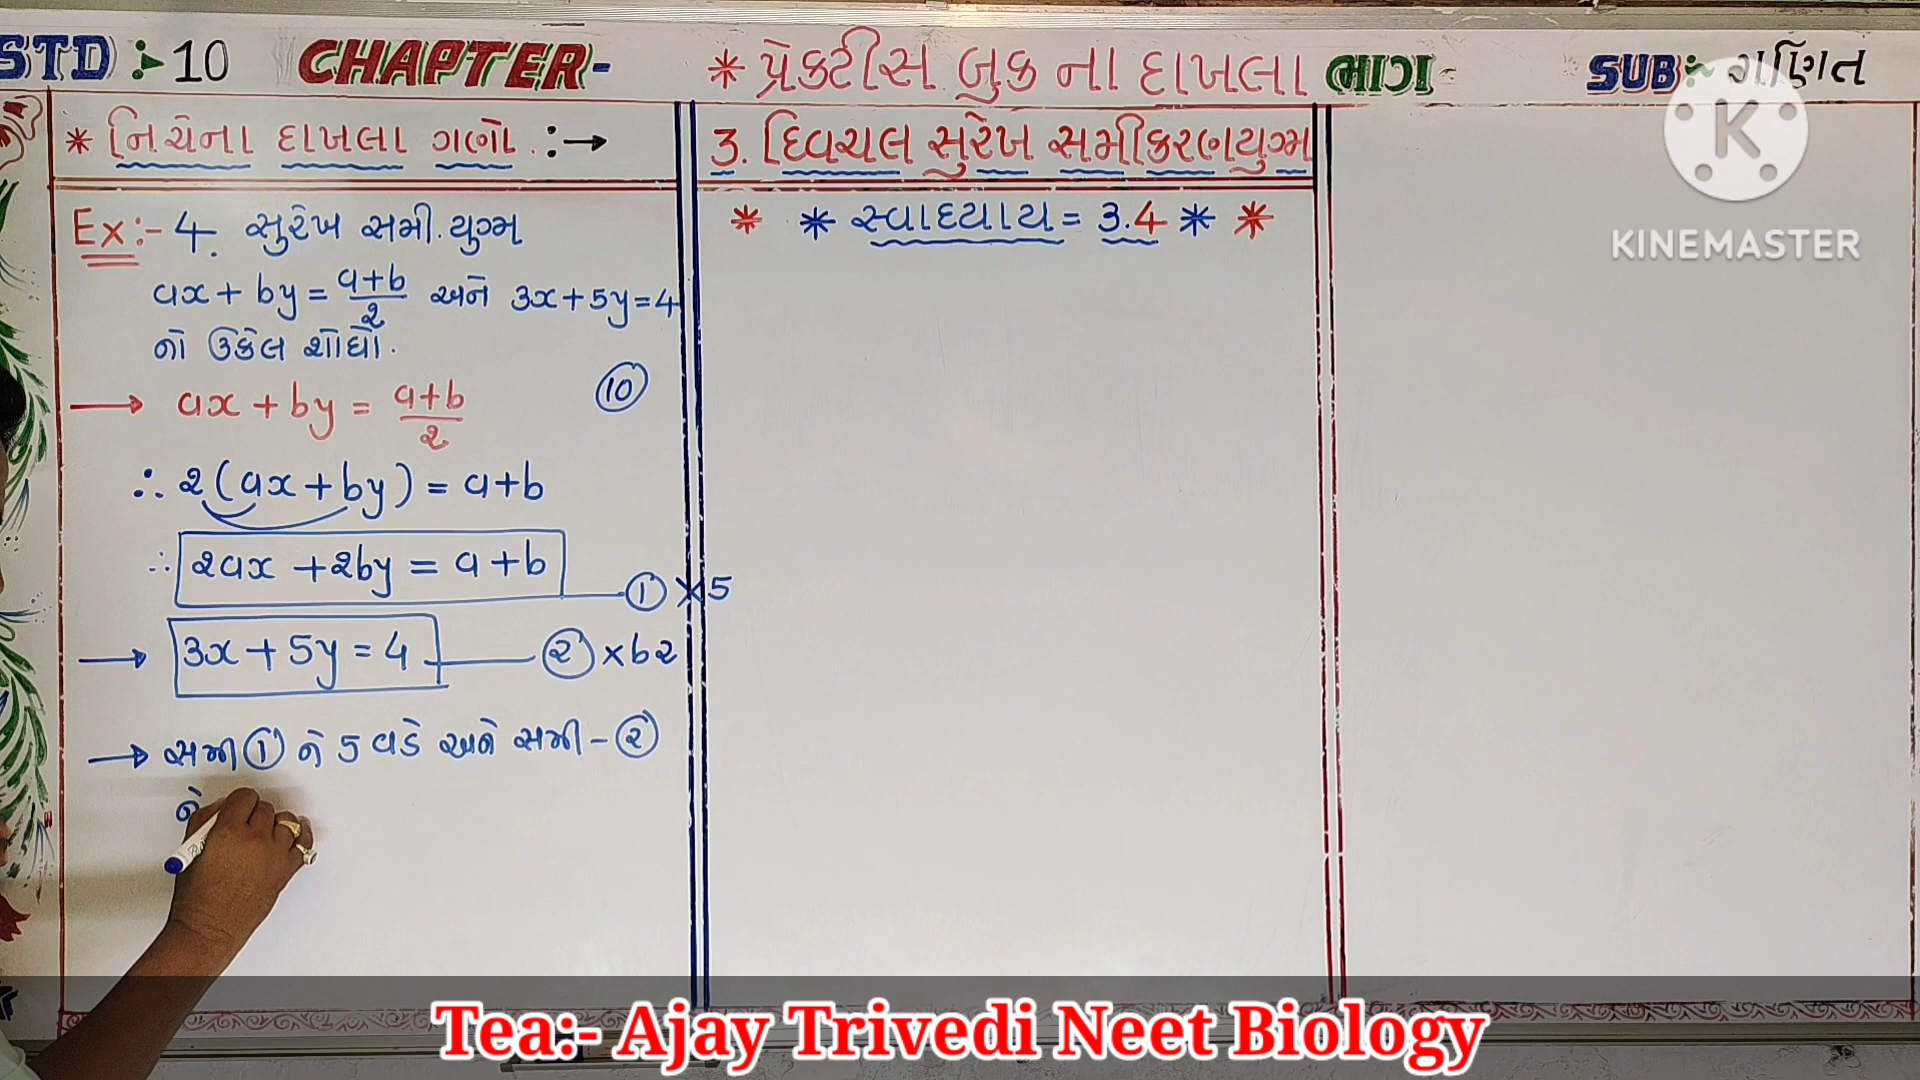 STD :- 10 CHAPTER- * પ્રેક્ટીસ બુક ના દાખલા ભાગ - SUB:- ગણિત
* નિચેના દાખલા ગણો :→
3. દ્વિચલ સુરેખ સમીકરણયુગ્મ
* * સ્વાધ્યાય = 3.4 * *
Ex:- 4. સુરેખ સમી. યુગ્મ
ax + by = a+b/2 અને 3x + 5y = 4
નો ઉકેલ શોધો.
→ ax + by = a+b/2
10
∴ 2(ax + by) = a+b
∴ 2ax + 2by = a + b — ① × 5
→ 3x + 5y = 4 — ② × b2
→ સમી ① ને 5 વડે અને સમી - ②
ને
K
KINEMASTER
Tea:- Ajay Trivedi Neet Biology